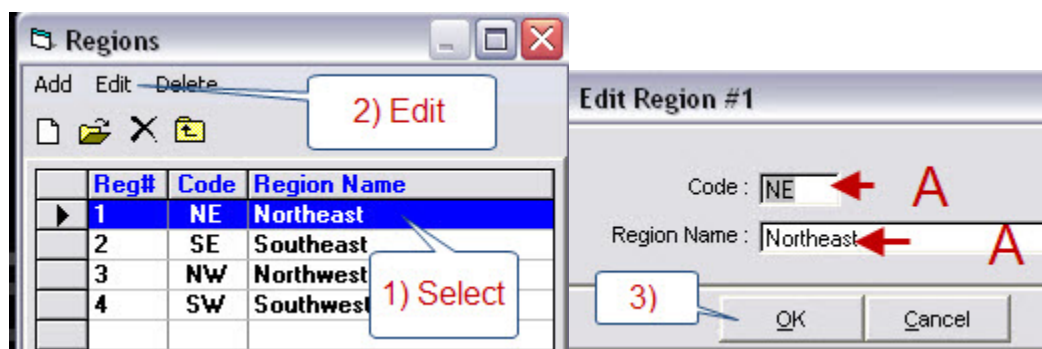 Regions
Add Edit Delete
2) Edit
Reg# Code Region Name
1 NE Northeast
2 SE Southeast
3 NW Northwest
4 SW Southwest
1) Select
Edit Region #1
Code : NE A
Region Name : Northeast A
3)
OK Cancel